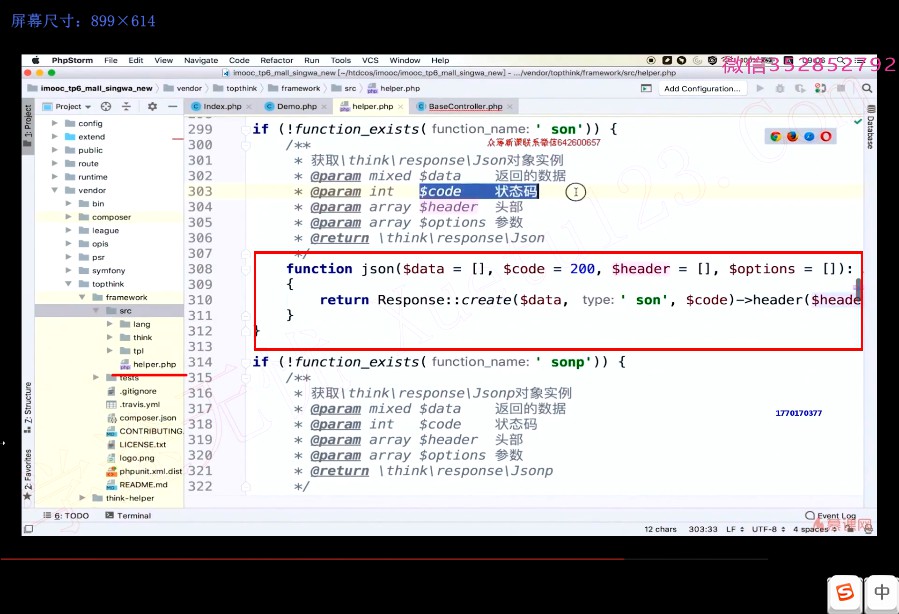 屏幕尺寸：899×614
PhpStorm File Edit View Navigate Code Refactor Run Tools VCS Window Help
微信352852792
imooc_tp6_mall_singwa_new [~/htdcos/imooc/imooc_tp6_mall_singwa_new] - .../vendor/topthink/framework/src/helper.php
imooc_tp6_mall_singwa_new vendor topthink framework src helper.php Add Configuration...
Project Index.php Demo.php helper.php BaseController.php
1: Project
Database
config
extend
public
route
runtime
vendor
bin
composer
league
opis
psr
symfony
topthink
framework
src
lang
think
tpl
helper.php
tests
.gitignore
.travis.yml
composer.json
CONTRIBUTING.
LICENSE.txt
logo.png
phpunit.xml.dist
README.md
think-helper
Z: Structure
2: Favorites
299 if (!function_exists( function_name: ' son')) {
众筹新课联系微信642600657
300 /**
301 * 获取\think\response\Json对象实例
302 * @param mixed $data 返回的数据
303 * @param int $code 状态码
304 * @param array $header 头部
305 * @param array $options 参数
306 * @return \think\response\Json
307 */
308 function json($data = [], $code = 200, $header = [], $options = []):
309 {
310 return Response::create($data, type: ' son', $code)->header($heade
311 }
312 }
313
314 if (!function_exists( function_name: ' sonp')) {
315 /**
316 * 获取\think\response\Jsonp对象实例
317 * @param mixed $data 返回的数据
318 * @param int $code 状态码
319 * @param array $header 头部
320 * @param array $options 参数
321 * @return \think\response\Jsonp
322 */
1770170377
6: TODO Terminal Event Log
12 chars 303:33 LF UTF-8 4 spaces
慕课网
S 中